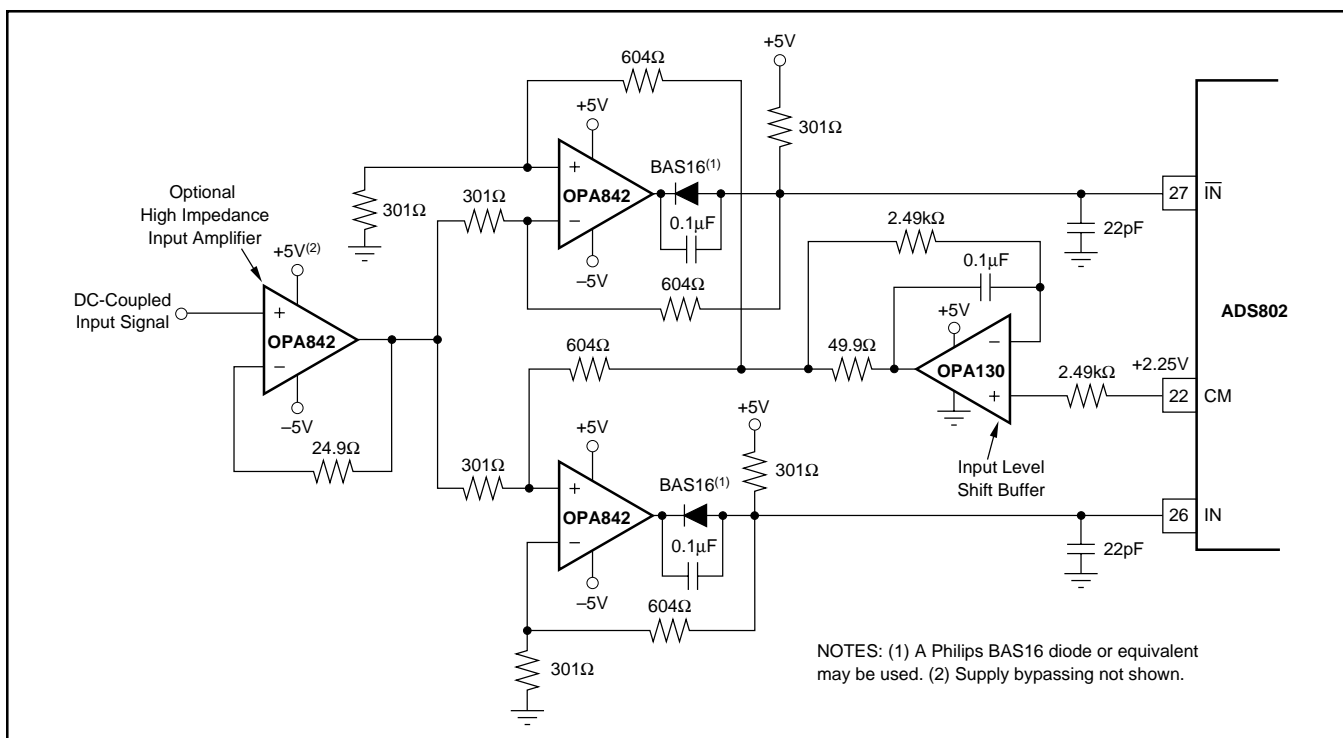 +5V
604Ω
+5V
301Ω
BAS16(1)
+
OPA842
−
–5V
0.1µF
301Ω
301Ω
604Ω
Optional
High Impedance
Input Amplifier
+5V(2)
DC-Coupled
Input Signal
+
OPA842
−
–5V
24.9Ω
27
IN
22pF
2.49kΩ
0.1µF
+5V
−
OPA130
+
49.9Ω
604Ω
2.49kΩ
+2.25V
22
CM
ADS802
Input Level
Shift Buffer
+5V
301Ω
301Ω
+5V
+
OPA842
−
–5V
BAS16(1)
0.1µF
604Ω
301Ω
26
IN
22pF
NOTES: (1) A Philips BAS16 diode or equivalent
may be used. (2) Supply bypassing not shown.